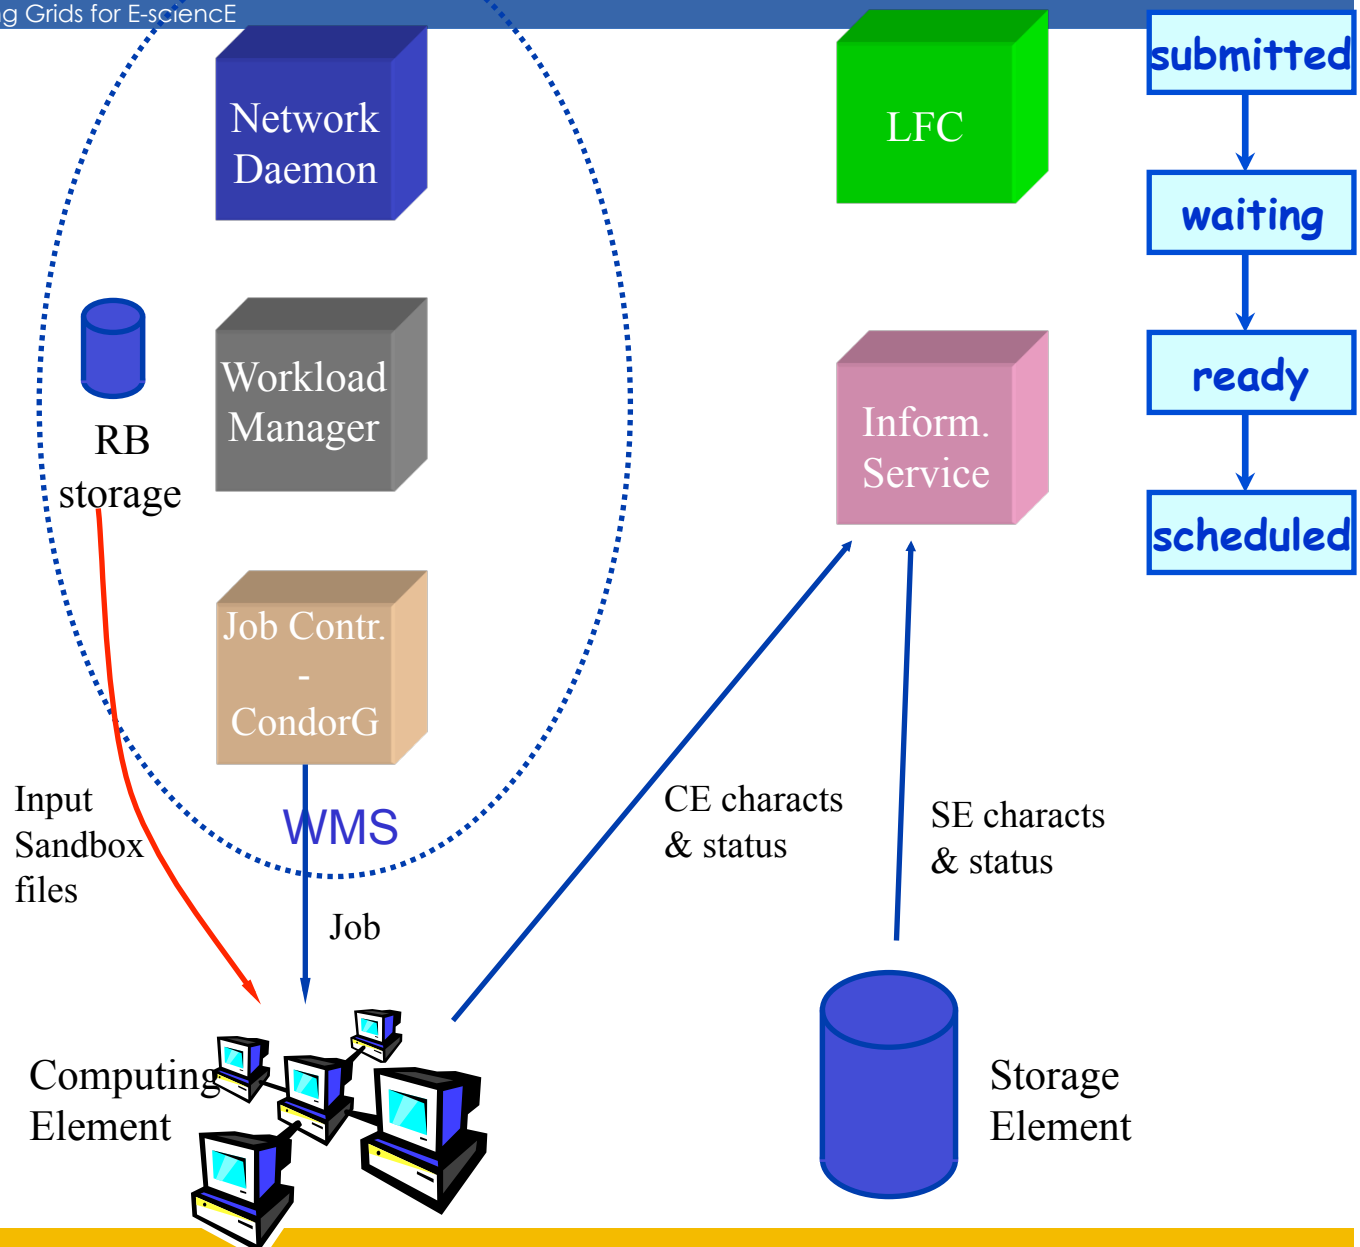 ng Grids for E-sciencE
Network
Daemon
LFC
submitted
waiting
ready
scheduled
RB
storage
Workload
Manager
Inform.
Service
Job Contr.
-
CondorG
WMS
Input
Sandbox
files
Job
CE characts
& status
SE characts
& status
Computing
Element
Storage
Element